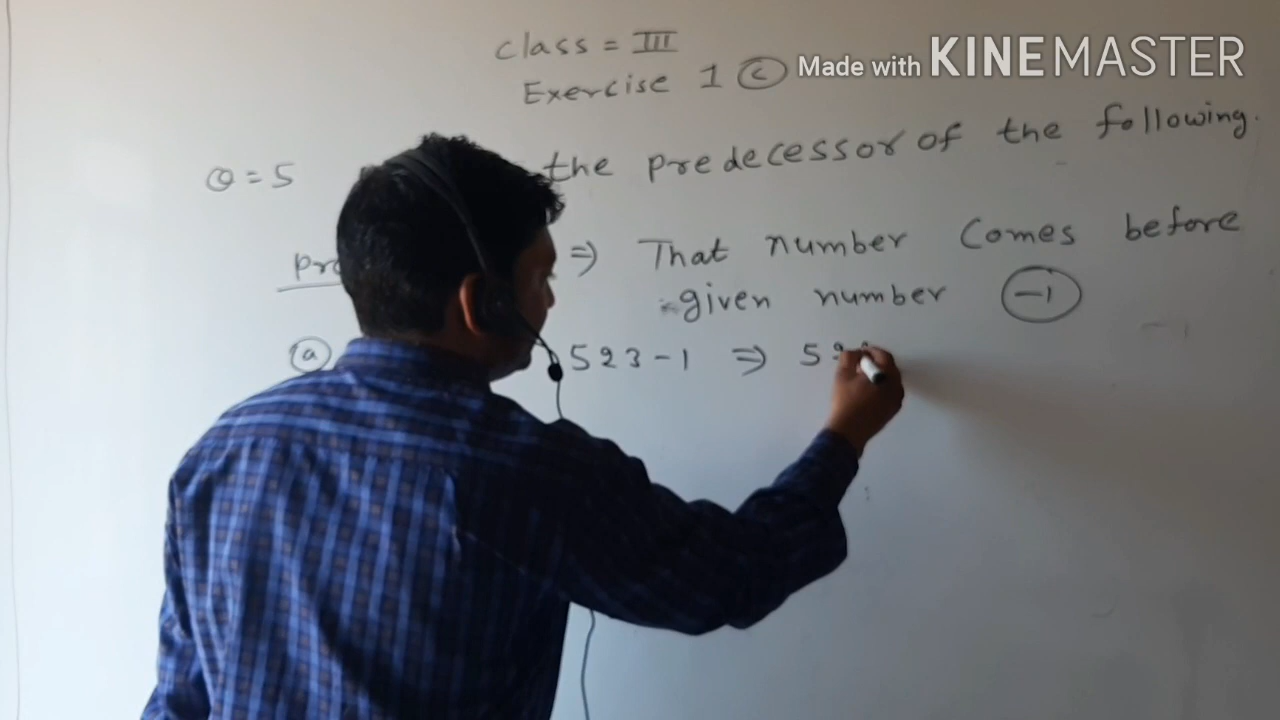 Class = III
Exercise 1 (c)
Made with KINEMASTER
Q = 5 the predecessor of the following.
⇒ That number Comes before
given number (-1)
(a) 523-1 ⇒ 5